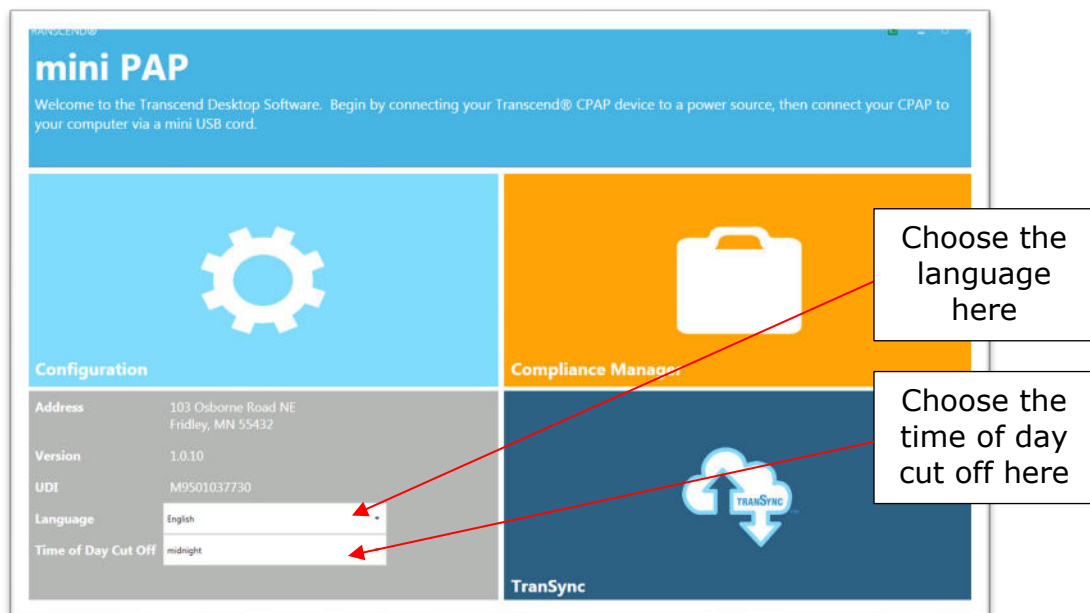 TRANSCEND®
mini PAP
Welcome to the Transcend Desktop Software. Begin by connecting your Transcend® CPAP device to a power source, then connect your CPAP to
your computer via a mini USB cord.
Configuration
Compliance Manager
Choose the
language
here
Address 103 Osborne Road NE
Fridley, MN 55432
Version 1.0.10
UDI M9501037730
Language English
Time of Day Cut Off midnight
TRANSYNC
TranSync
Choose the
time of day
cut off here